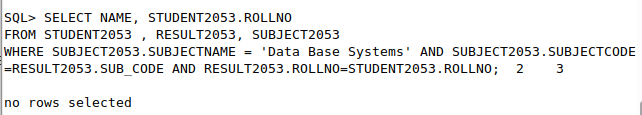 SQL> SELECT NAME, STUDENT2053.ROLLNO
FROM STUDENT2053 , RESULT2053, SUBJECT2053
WHERE SUBJECT2053.SUBJECTNAME = 'Data Base Systems' AND SUBJECT2053.SUBJECTCODE
=RESULT2053.SUB_CODE AND RESULT2053.ROLLNO=STUDENT2053.ROLLNO;  2    3
no rows selected